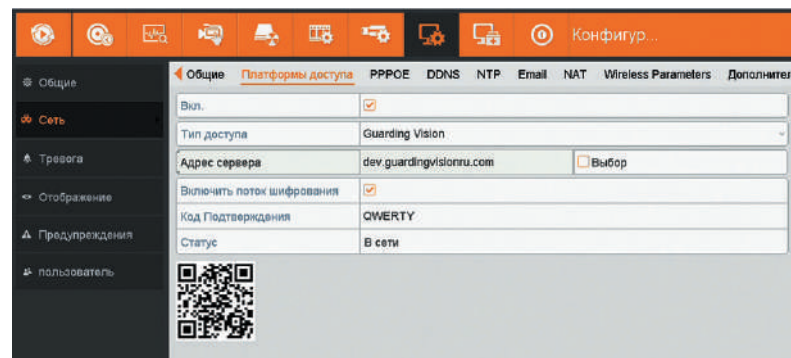 Конфигур...
Общие
Сеть
Тревога
Отображение
Предупреждения
пользователь
Общие Платформы доступа PPPOE DDNS NTP Email NAT Wireless Parameters Дополнител
Вкл.
Тип доступа Guarding Vision
Адрес сервера dev.guardingvisionru.com Выбор
Включить поток шифрования
Код Подтверждения QWERTY
Статус В сети